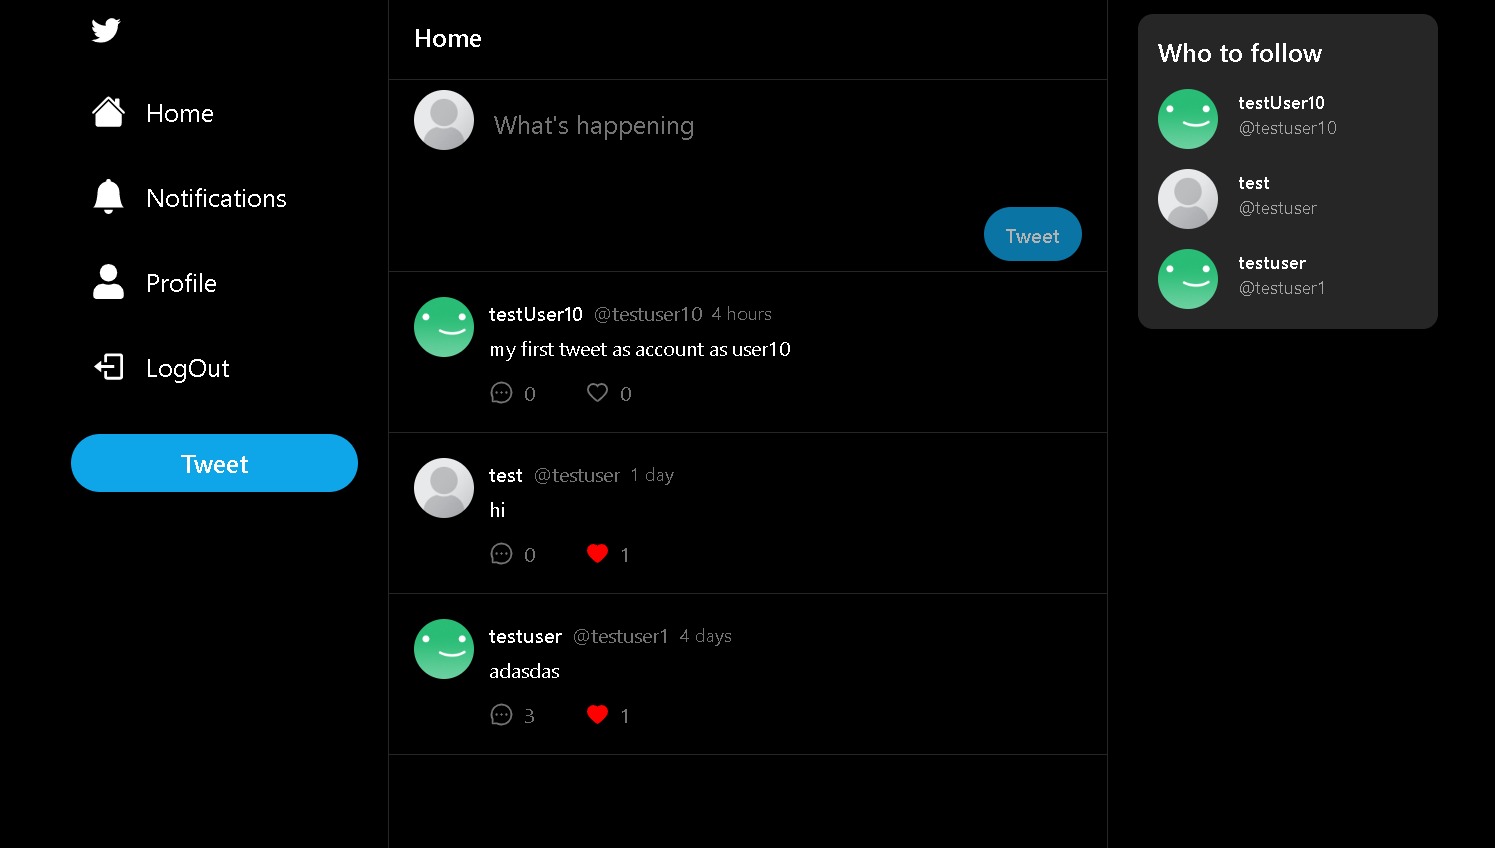 Home
Notifications
Profile
LogOut
Tweet
Home
What's happening
Tweet
testUser10 @testuser10 4 hours
my first tweet as account as user10
0 0
test @testuser 1 day
hi
0 1
testuser @testuser1 4 days
adasdas
3 1
Who to follow
testUser10
@testuser10
test
@testuser
testuser
@testuser1